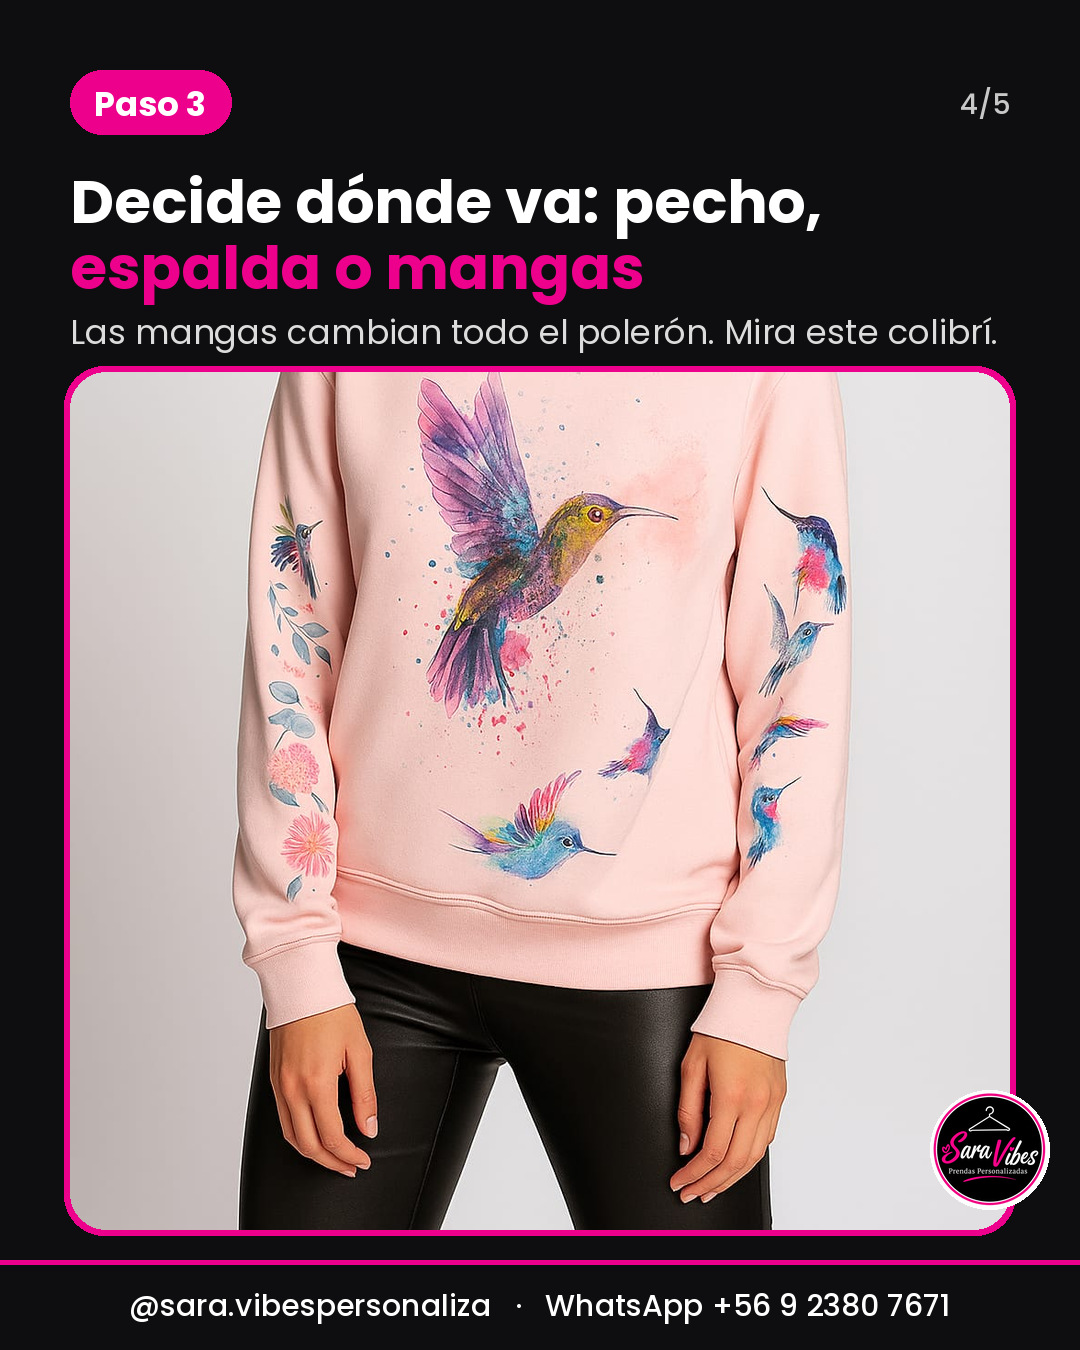 Paso 3
4/5
Decide dónde va: pecho,
espalda o mangas
Las mangas cambian todo el polerón. Mira este colibrí.
Sara Vibes
Prendas Personalizadas
@sara.vibespersonaliza · WhatsApp +56 9 2380 7671